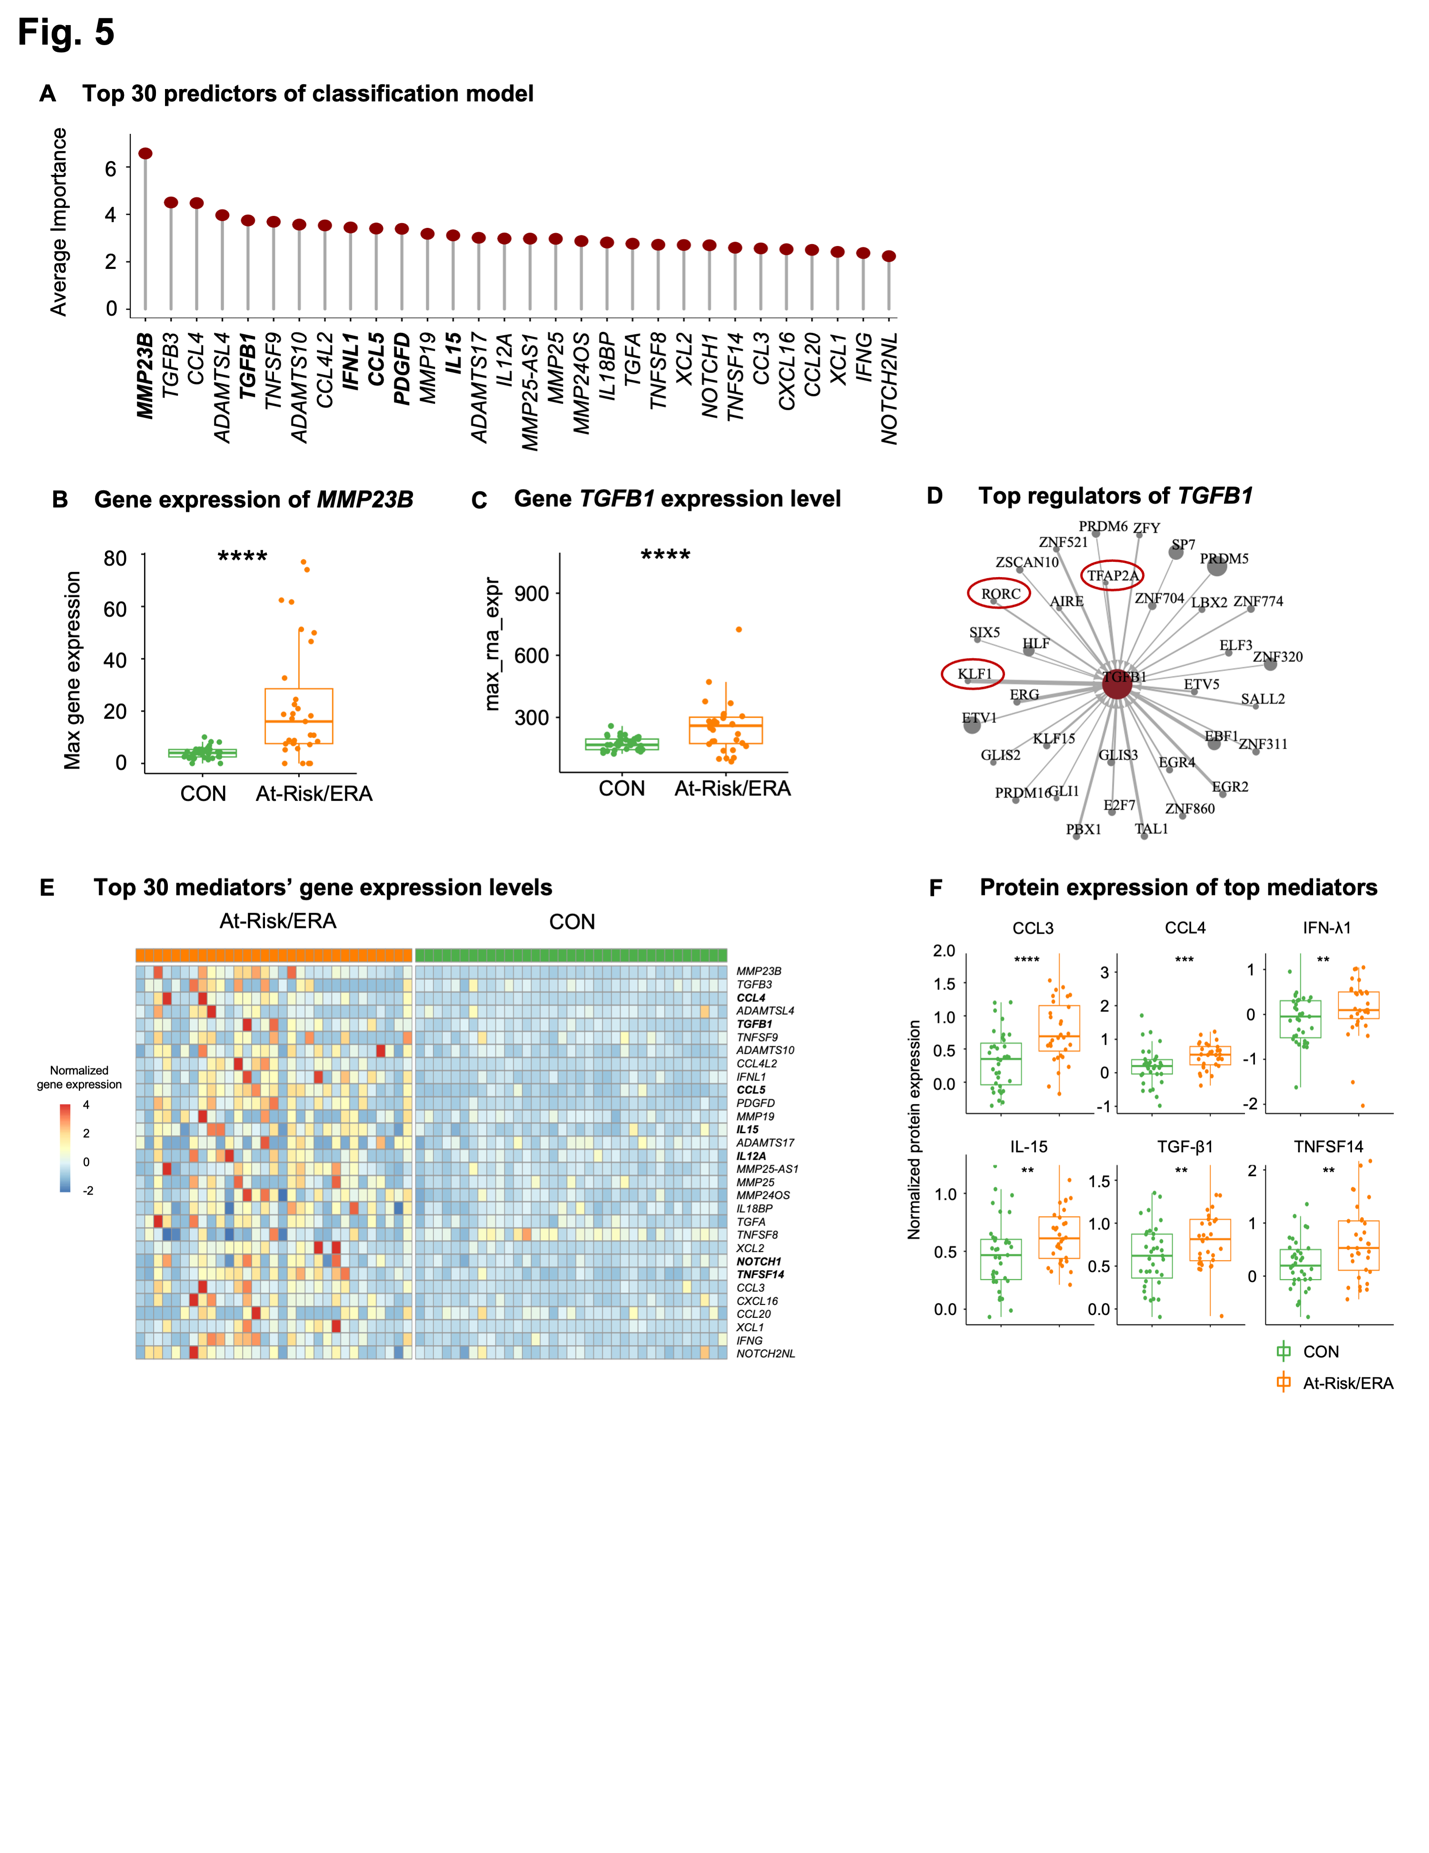 Fig. 5
A Top 30 predictors of classification model
Average Importance
6
4
2
0
MMP23B
TGFB3
CCL4
ADAMTSL4
TGFB1
TNFSF9
ADAMTS10
CCL4L2
IFNL1
CCL5
PDGFD
MMP19
IL15
ADAMTS17
IL12A
MMP25-AS1
MMP25
MMP24OS
IL18BP
TGFA
TNFSF8
XCL2
NOTCH1
TNFSF14
CCL3
CXCL16
CCL20
XCL1
IFNG
NOTCH2NL
B Gene expression of MMP23B
Max gene expression
80
60
40
20
0
****
CON At-Risk/ERA
C Gene TGFB1 expression level
max_rna_expr
900
600
300
****
CON At-Risk/ERA
D Top regulators of TGFB1
PRDM6 ZFY
ZNF521
SP7
ZSCAN10
PRDM5
TFAP2A
RORC
AIRE
ZNF704
LBX2
ZNF774
SIX5
HLF
ELF3
ZNF320
KLF1
TGFB1
ERG
ETV5
SALL2
ETV1
KLF15
EBF1
ZNF311
GLIS2
GLIS3
EGR4
EGR2
PRDM16
GLI1
E2F7
ZNF860
PBX1
TAL1
E Top 30 mediators’ gene expression levels
At-Risk/ERA CON
Normalized
gene expression
4
2
0
-2
MMP23B
TGFB3
CCL4
ADAMTSL4
TGFB1
TNFSF9
ADAMTS10
CCL4L2
IFNL1
CCL5
PDGFD
MMP19
IL15
ADAMTS17
IL12A
MMP25-AS1
MMP25
MMP24OS
IL18BP
TGFA
TNFSF8
XCL2
NOTCH1
TNFSF14
CCL3
CXCL16
CCL20
XCL1
IFNG
NOTCH2NL
F Protein expression of top mediators
Normalized protein expression
CCL3
****
2.0
1.5
1.0
0.5
0.0
CCL4
***
3
2
1
0
-1
IFN-λ1
**
1
0
-1
-2
IL-15
**
1.0
0.5
0.0
TGF-β1
**
1.5
1.0
0.5
0.0
TNFSF14
**
2
1
0
CON
At-Risk/ERA